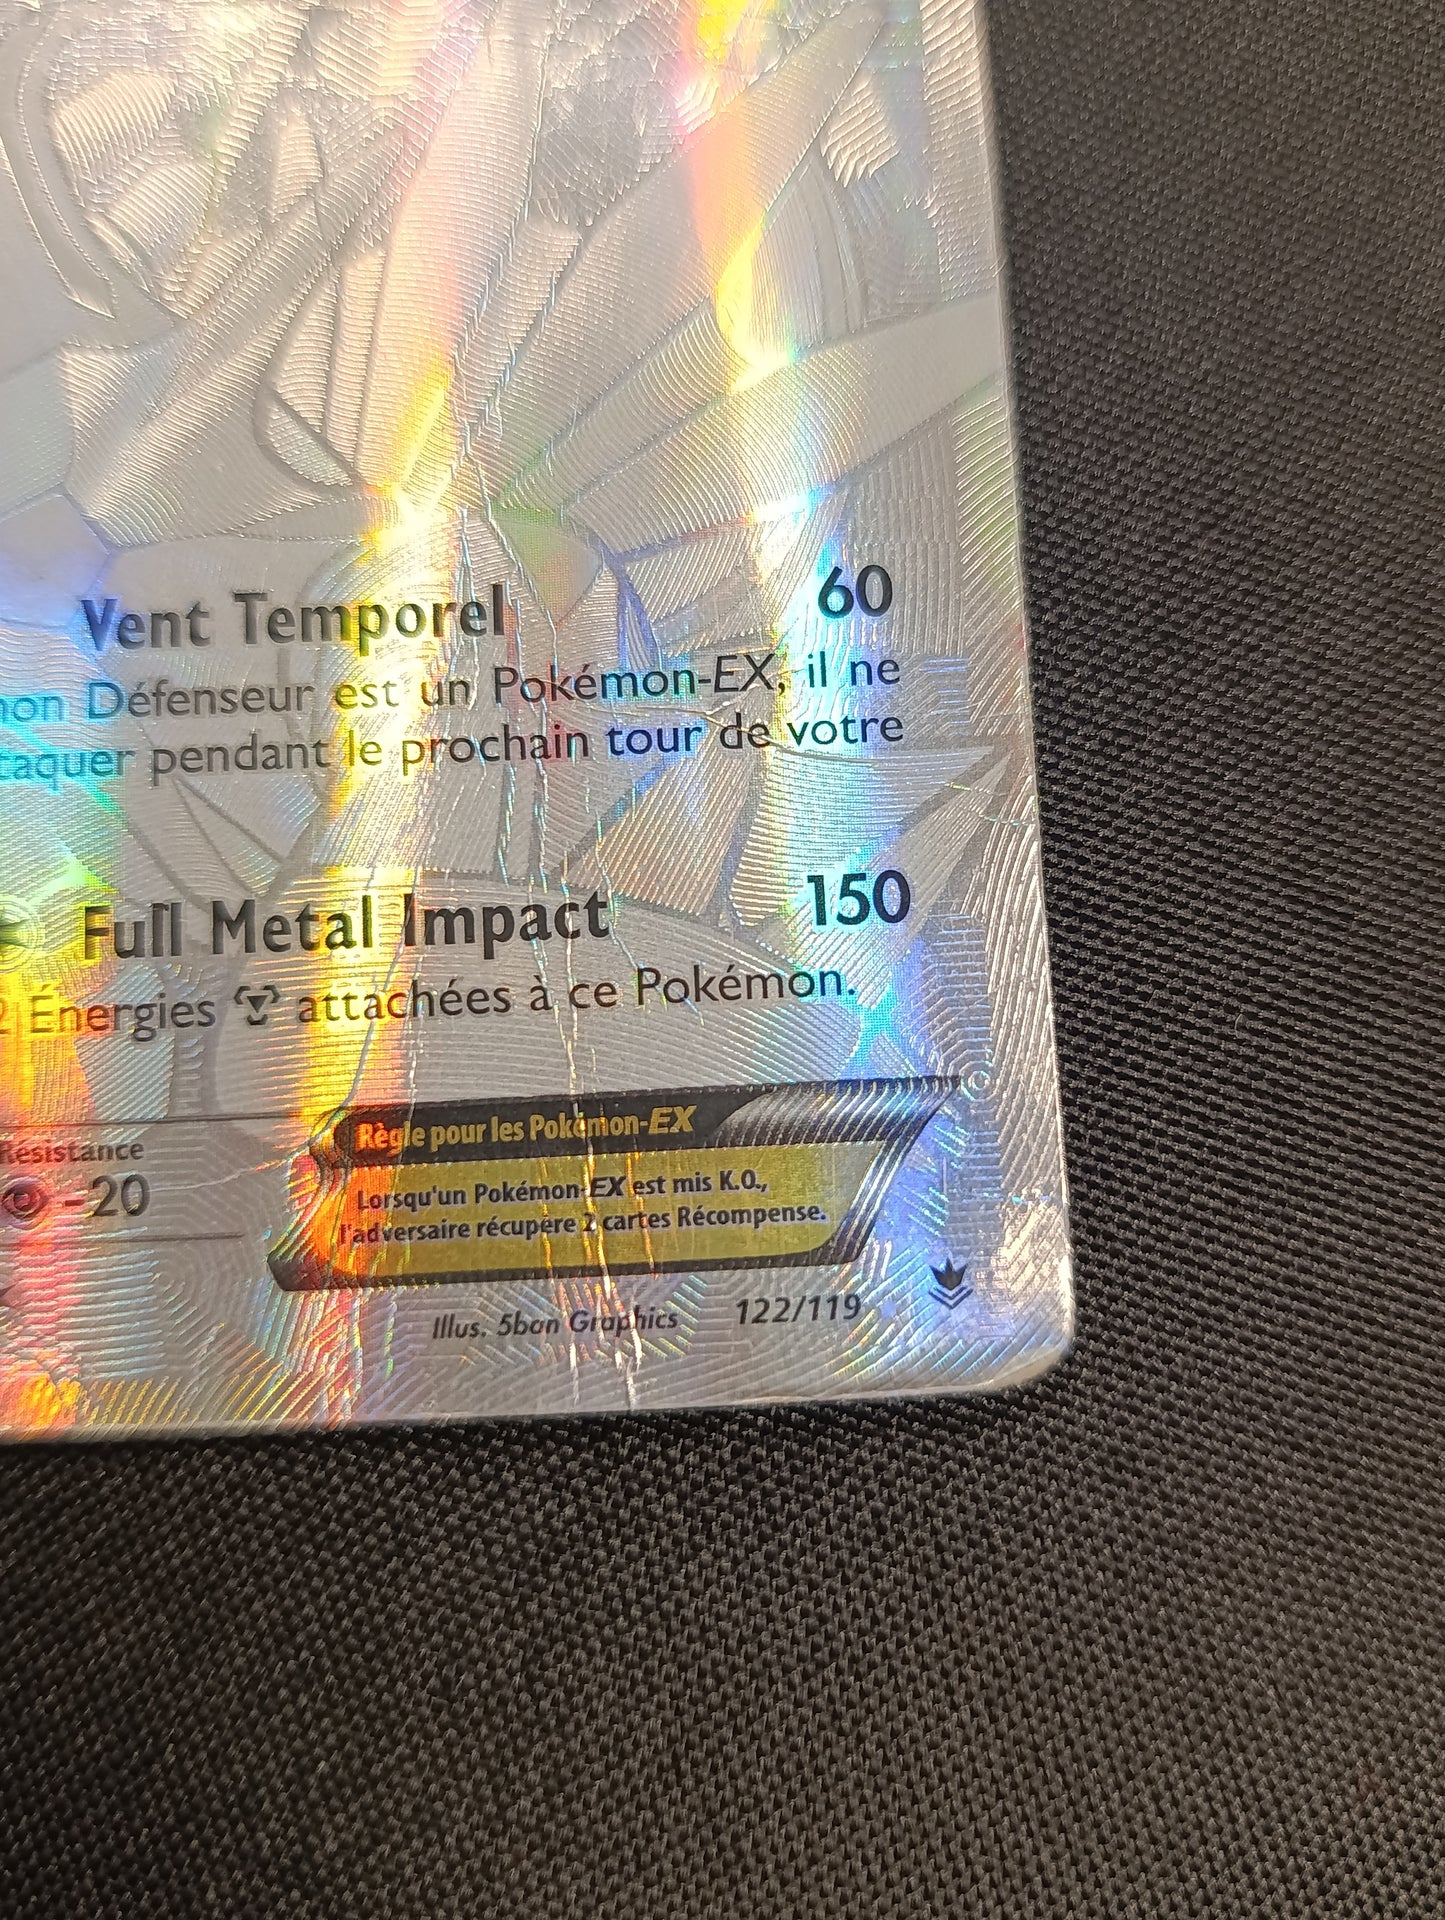 Vent Temporel 60
Défenseur est un Pokémon-EX, il ne
pendant le prochain tour de votre
Full Metal Impact 150
2 Énergies attachées à ce Pokémon.
Résistance
-20
Règle pour les Pokémon-EX
Lorsqu'un Pokémon-EX est mis K.O.,
l'adversaire récupère 2 cartes Récompense.
Illus. 5ban Graphics 122/119